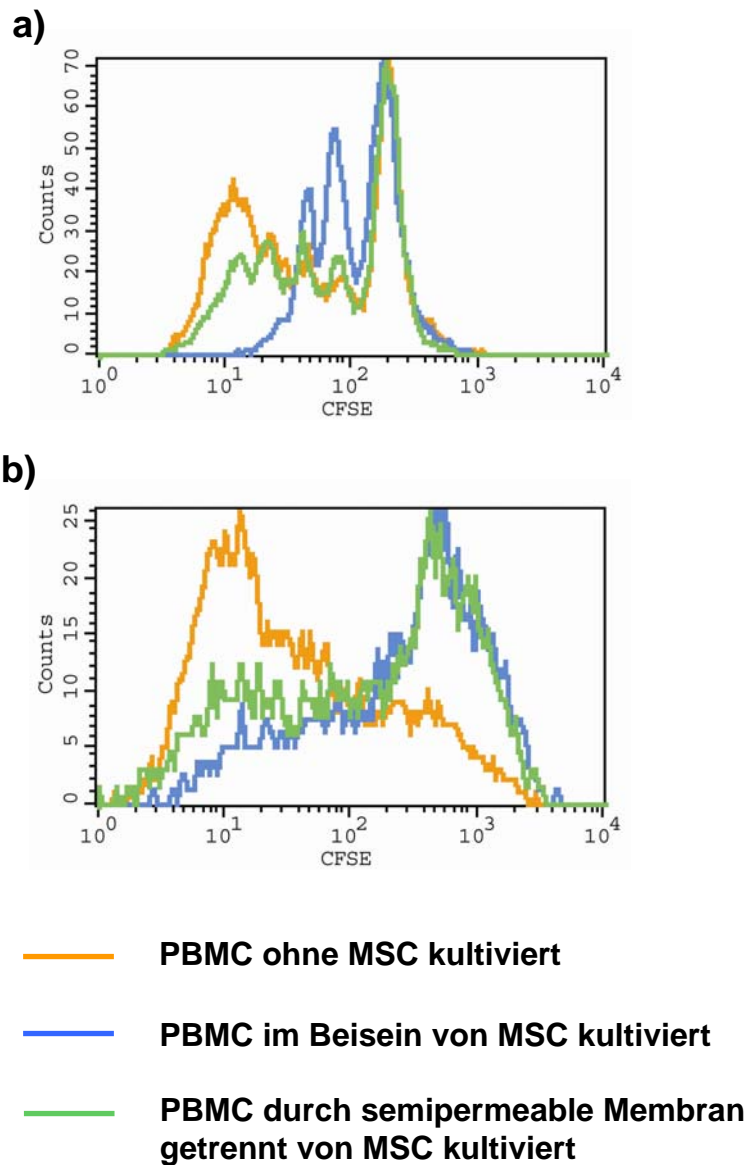 a)
70
60
50
40
30
20
10
0
Counts
10^0 10^1 10^2 10^3 10^4
CFSE
b)
25
20
15
10
5
0
Counts
10^0 10^1 10^2 10^3 10^4
CFSE
PBMC ohne MSC kultiviert
PBMC im Beisein von MSC kultiviert
PBMC durch semipermeable Membran
getrennt von MSC kultiviert